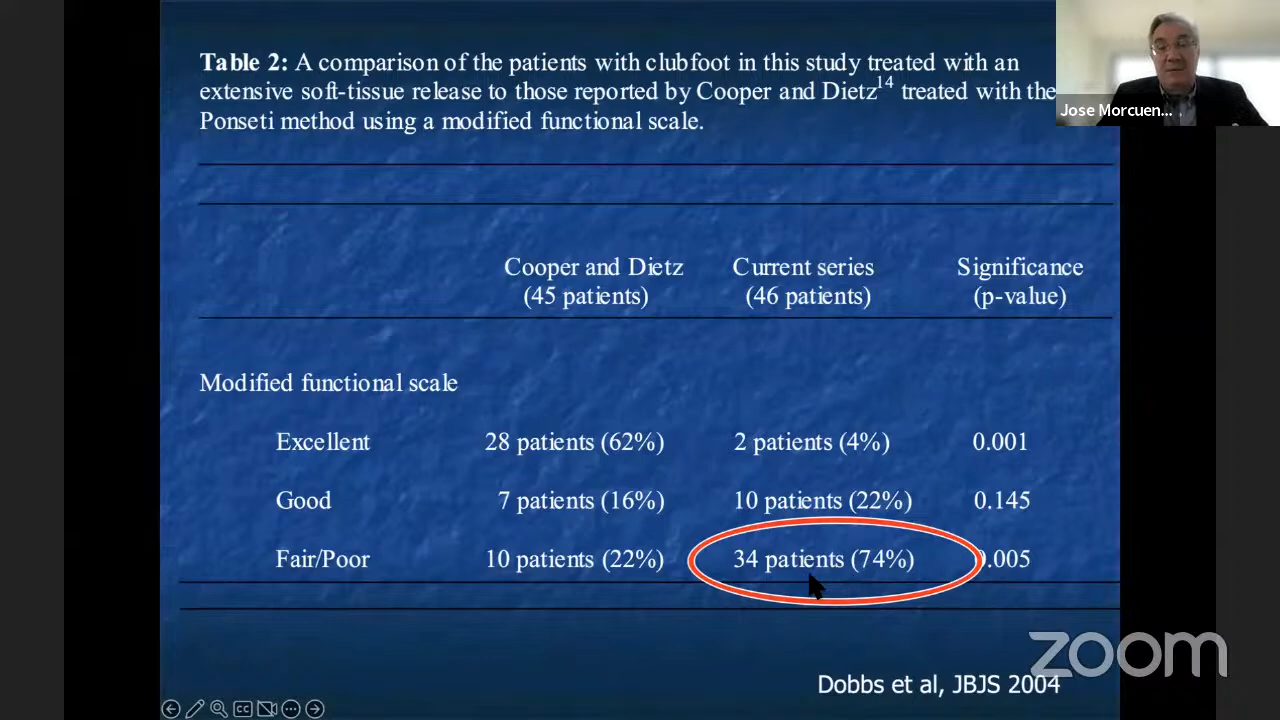 Table 2: A comparison of the patients with clubfoot in this study treated with an
extensive soft-tissue release to those reported by Cooper and Dietz14 treated with the
Ponseti method using a modified functional scale.
Jose Morcuen...
Cooper and Dietz Current series Significance
(45 patients) (46 patients) (p-value)
Modified functional scale
Excellent 28 patients (62%) 2 patients (4%) 0.001
Good 7 patients (16%) 10 patients (22%) 0.145
Fair/Poor 10 patients (22%) 34 patients (74%) 0.005
zoom
Dobbs et al, JBJS 2004
CC